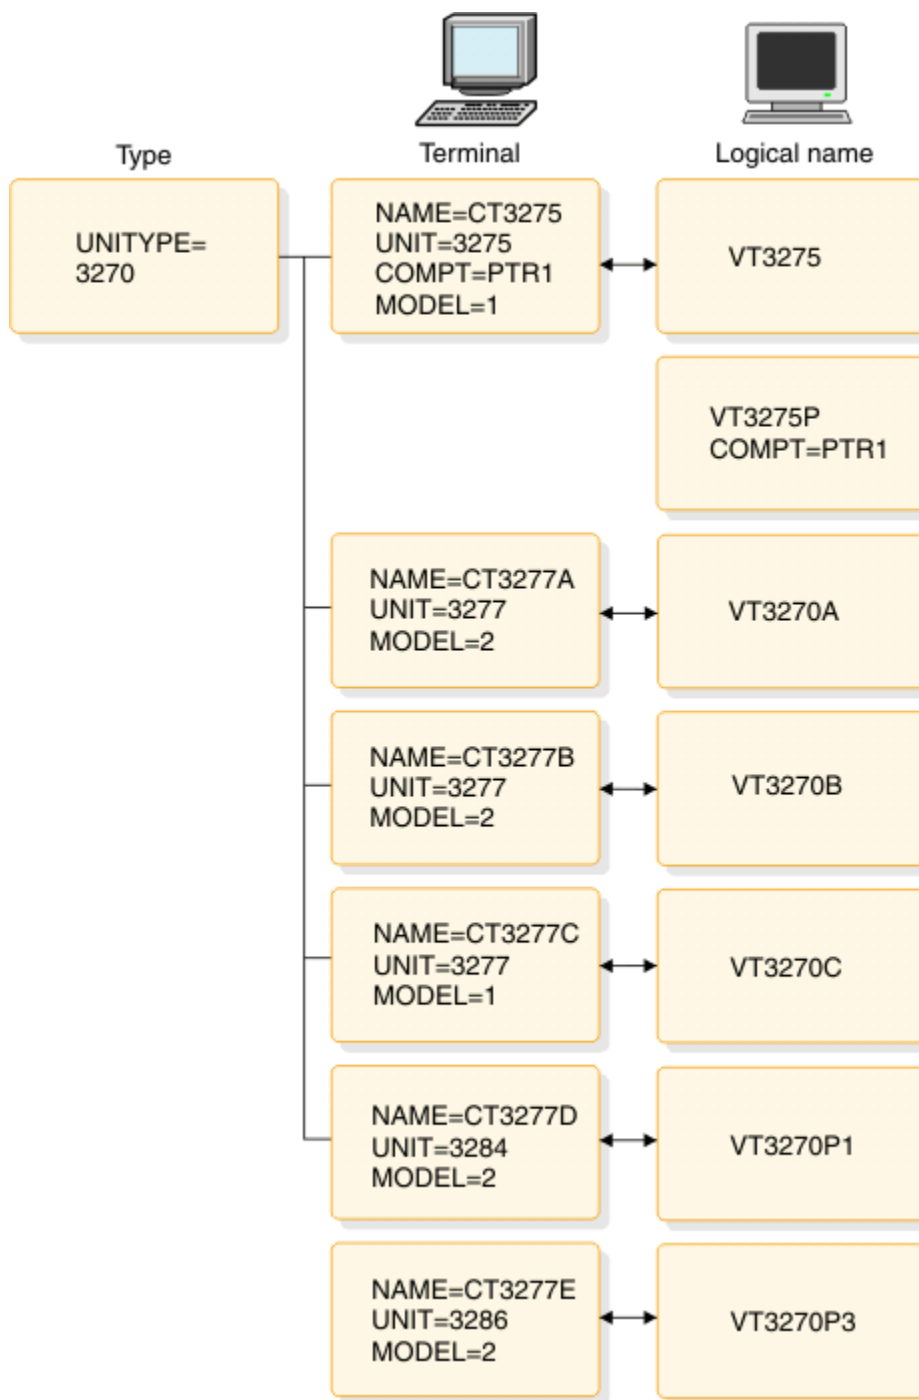 Type
Terminal
Logical name
UNITYPE=
3270
NAME=CT3275
UNIT=3275
COMPT=PTR1
MODEL=1
VT3275
VT3275P
COMPT=PTR1
NAME=CT3277A
UNIT=3277
MODEL=2
VT3270A
NAME=CT3277B
UNIT=3277
MODEL=2
VT3270B
NAME=CT3277C
UNIT=3277
MODEL=1
VT3270C
NAME=CT3277D
UNIT=3284
MODEL=2
VT3270P1
NAME=CT3277E
UNIT=3286
MODEL=2
VT3270P3